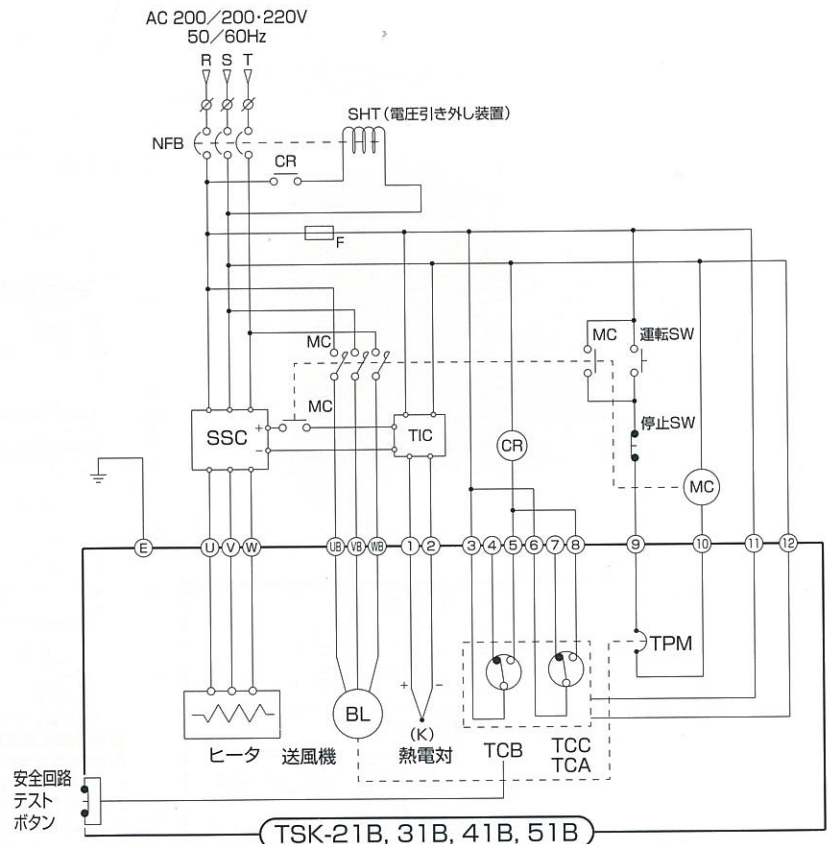 AC 200／200・220V
50／60Hz
R S T
SHT（電圧引き外し装置）
NFB
CR
F
MC
MC
運転SW
MC
SSC
+
−
TIC
CR
停止SW
MC
E U V W UB VB WB 1 2 3 4 5 6 7 8 9 10 11 12
TPM
+ −
BL
(K)
ヒータ 送風機 熱電対 TCB TCC
TCA
安全回路
テスト
ボタン
TSK-21B, 31B, 41B, 51B